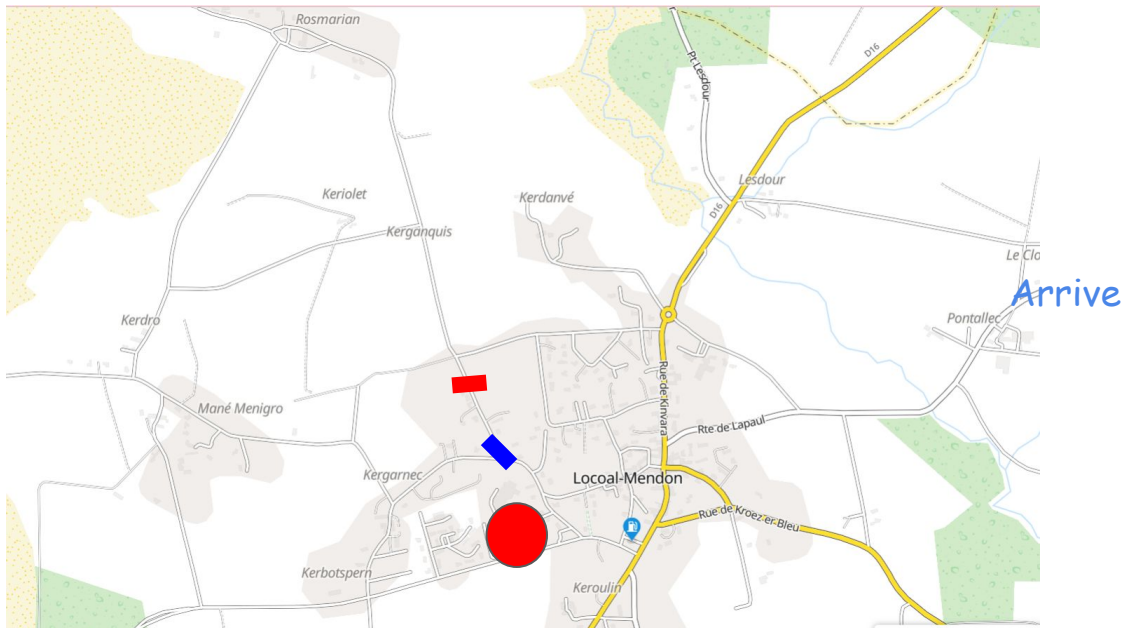 Rosmarian
D16
Pt Lesdour
Lesdour
Keriolet
Kerdanvé
D16
Kerganquis
Le Clo
Arrive
Kerdro
Pontallec
Rue de Kinvara
Mané Menigro
Rte de Lapaul
Kergarnec
Locoal-Mendon
Rue de Kroez er Bleu
Kerbotspern
Keroulin